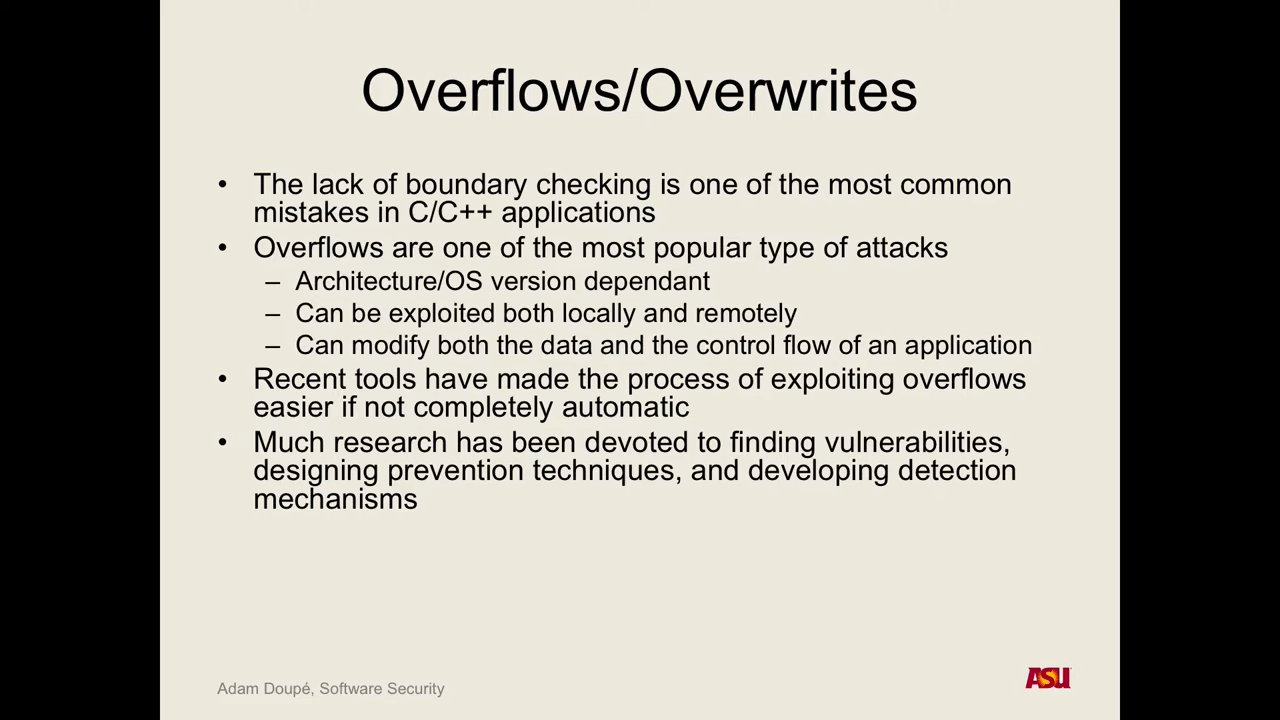 Overflows/Overwrites
• The lack of boundary checking is one of the most common
mistakes in C/C++ applications
• Overflows are one of the most popular type of attacks
– Architecture/OS version dependant
– Can be exploited both locally and remotely
– Can modify both the data and the control flow of an application
• Recent tools have made the process of exploiting overflows
easier if not completely automatic
• Much research has been devoted to finding vulnerabilities,
designing prevention techniques, and developing detection
mechanisms
Adam Doupé, Software Security
ASU